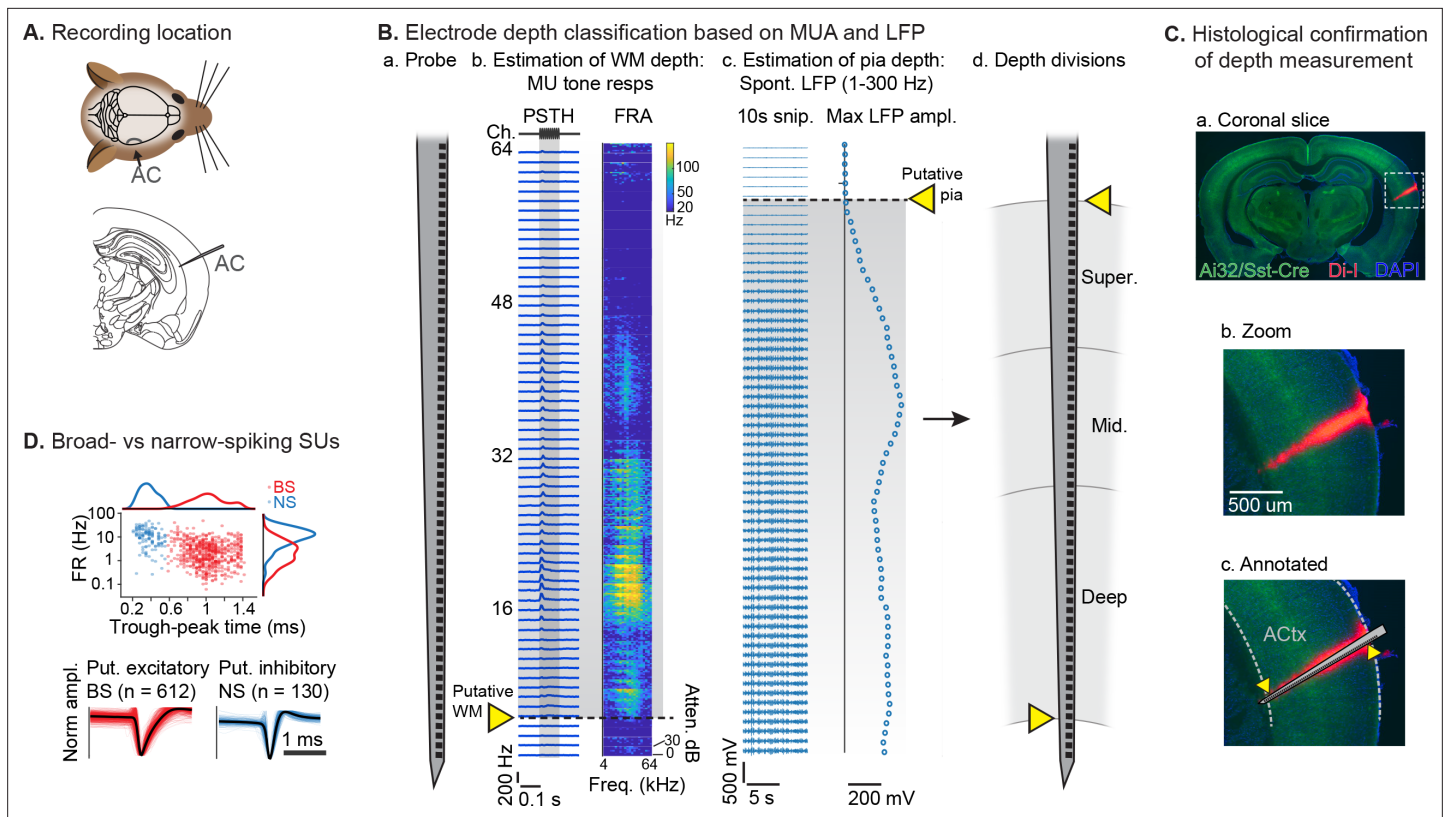 A. Recording location
AC
AC
B. Electrode depth classification based on MUA and LFP
a. Probe
b. Estimation of WM depth:
MU tone resps
PSTH
FRA
Ch.
64
48
32
16
100
50
20
Hz
Putative
WM
200 Hz
0.1 s
4
64
Freq. (kHz)
Atten. dB
30
0
c. Estimation of pia depth:
Spont. LFP (1-300 Hz)
10s snip.
Max LFP ampl.
Putative
pia
500 mV
5 s
200 mV
d. Depth divisions
Super.
Mid.
Deep
C. Histological confirmation
of depth measurement
a. Coronal slice
Ai32/Sst-Cre
Di-I
DAPI
b. Zoom
500 um
c. Annotated
ACtx
D. Broad- vs narrow-spiking SUs
BS
NS
FR (Hz)
100
10
1
0.1
0.2
0.6
1
1.4
Trough-peak time (ms)
Norm ampl.
Put. excitatory
BS (n = 612)
Put. inhibitory
NS (n = 130)
1 ms